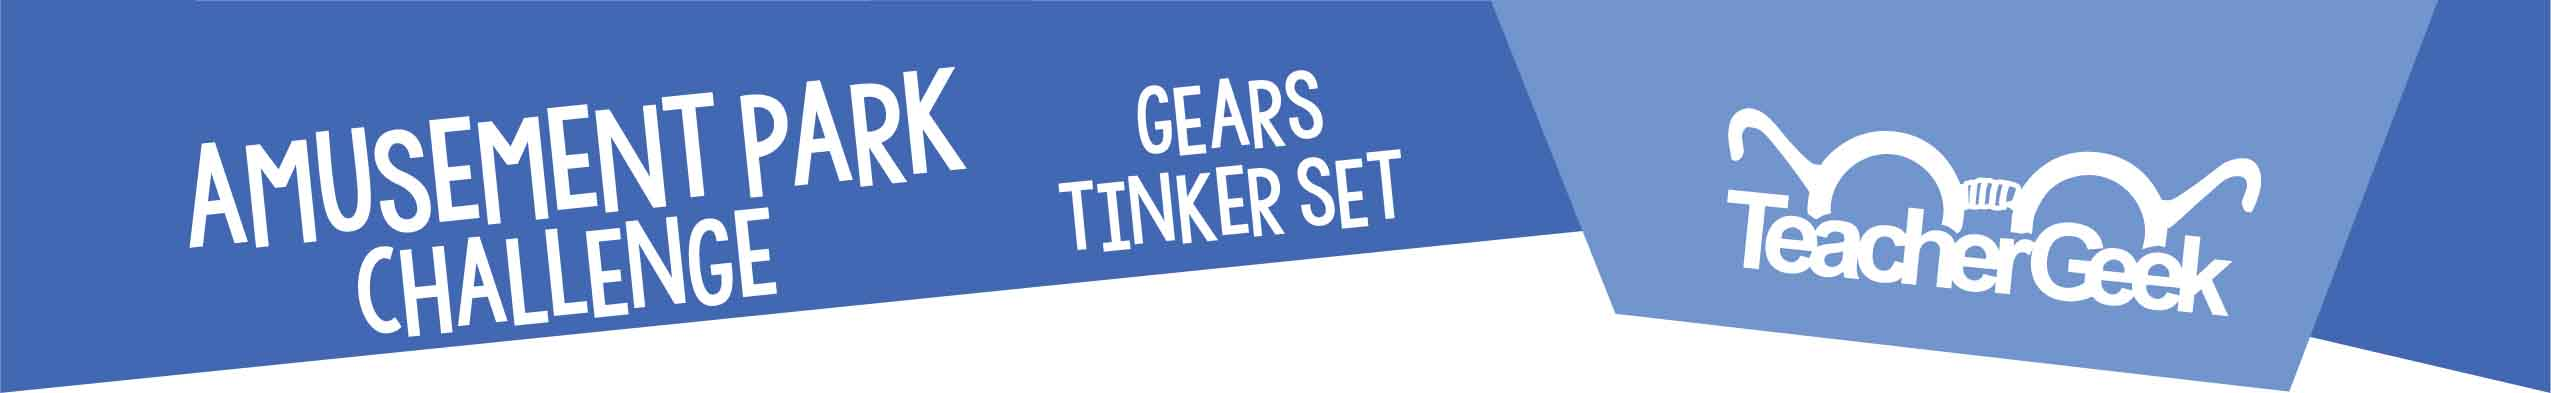 AMUSEMENT PARK
CHALLENGE
GEARS
TINKER SET
TeacherGeek